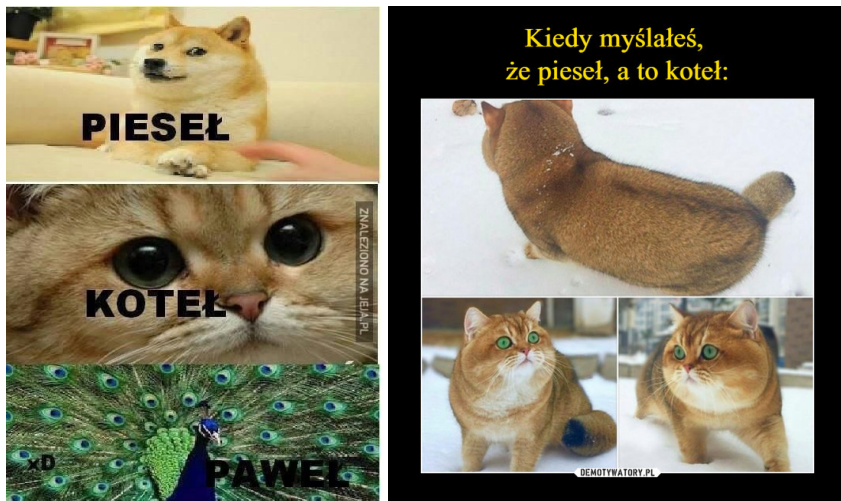 PIESEŁ
ZNALEZIONO NA JEJA.PL
KOTEŁ
xD
PAWEŁ
Kiedy myślałeś,
że pieseł, a to koteł:
DEMOTYWATORY.PL